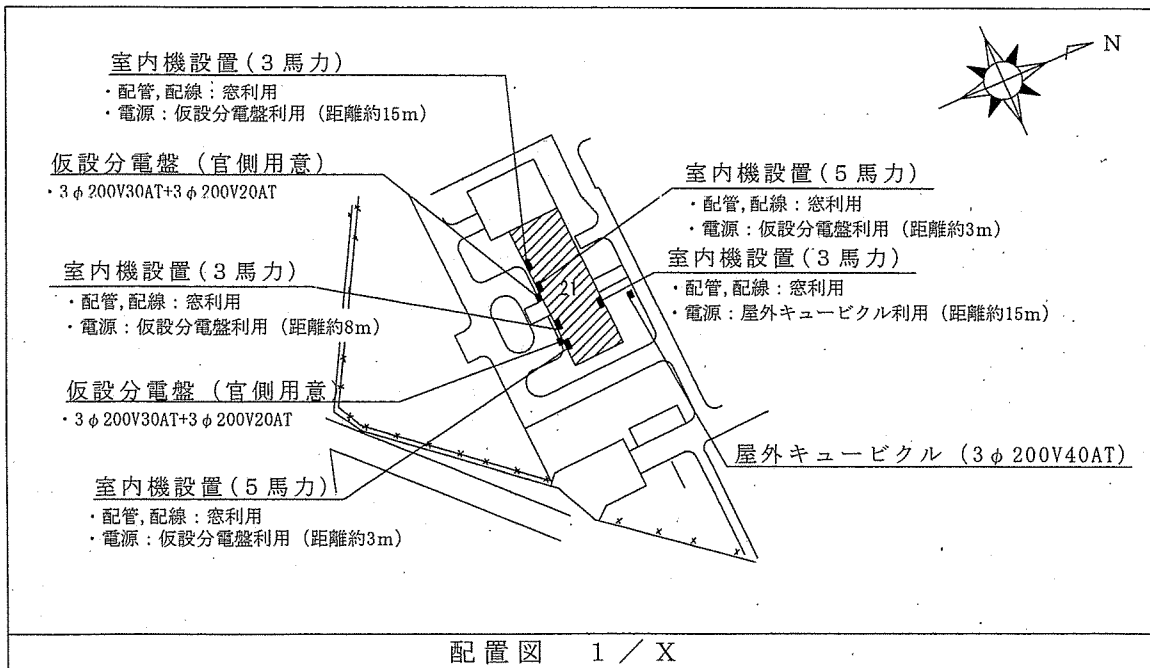 室内機設置(3馬力)
・配管,配線:窓利用
・電源:仮設分電盤利用(距離約15m)
N
仮設分電盤(官側用意)
・3φ200V30AT+3φ200V20AT
室内機設置(5馬力)
・配管,配線:窓利用
・電源:仮設分電盤利用(距離約3m)
室内機設置(3馬力)
・配管,配線:窓利用
・電源:仮設分電盤利用(距離約8m)
室内機設置(3馬力)
・配管,配線:窓利用
・電源:屋外キュービクル利用(距離約15m)
21
仮設分電盤(官側用意)
・3φ200V30AT+3φ200V20AT
屋外キュービクル(3φ200V40AT)
室内機設置(5馬力)
・配管,配線:窓利用
・電源:仮設分電盤利用(距離約3m)
配置図 1/X